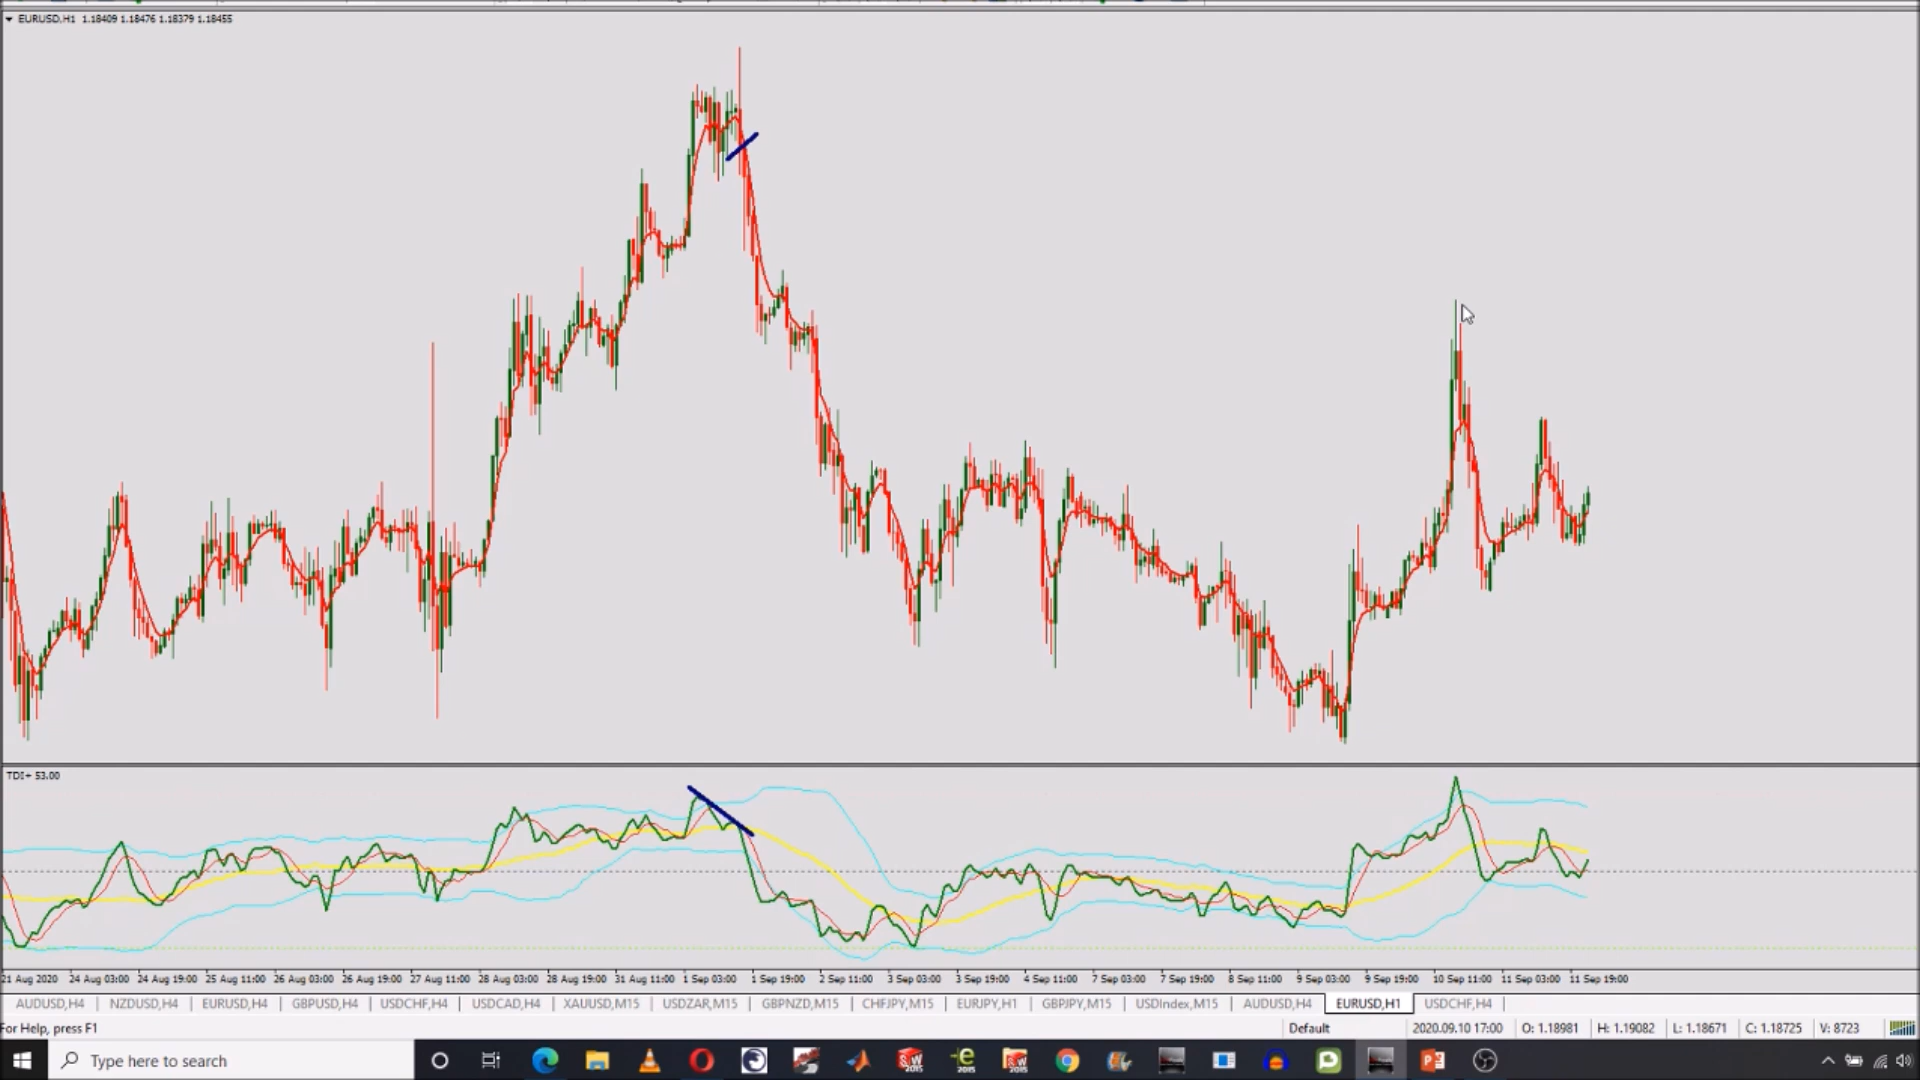 EURUSD,H1 1.18409 1.18476 1.18379 1.18455
TDI+ 53.00
21 Aug 2020 24 Aug 03:00 24 Aug 19:00 25 Aug 11:00 26 Aug 03:00 26 Aug 19:00 27 Aug 11:00 28 Aug 03:00 28 Aug 19:00 31 Aug 11:00 1 Sep 03:00 1 Sep 19:00 2 Sep 11:00 3 Sep 03:00 3 Sep 19:00 4 Sep 11:00 7 Sep 03:00 7 Sep 19:00 8 Sep 11:00 9 Sep 03:00 9 Sep 19:00 10 Sep 11:00 11 Sep 03:00 11 Sep 19:00
AUDUSD,H4 NZDUSD,H4 EURUSD,H4 GBPUSD,H4 USDCHF,H4 USDCAD,H4 XAUUSD,M15 USDZAR,M15 GBPNZD,M15 CHFJPY,M15 EURJPY,H1 GBPJPY,M15 USDIndex,M15 AUDUSD,H4 EURUSD,H1 USDCHF,H4
For Help, press F1 Default 2020.09.10 17:00 O: 1.18981 H: 1.19082 L: 1.18671 C: 1.18725 V: 8723
Type here to search